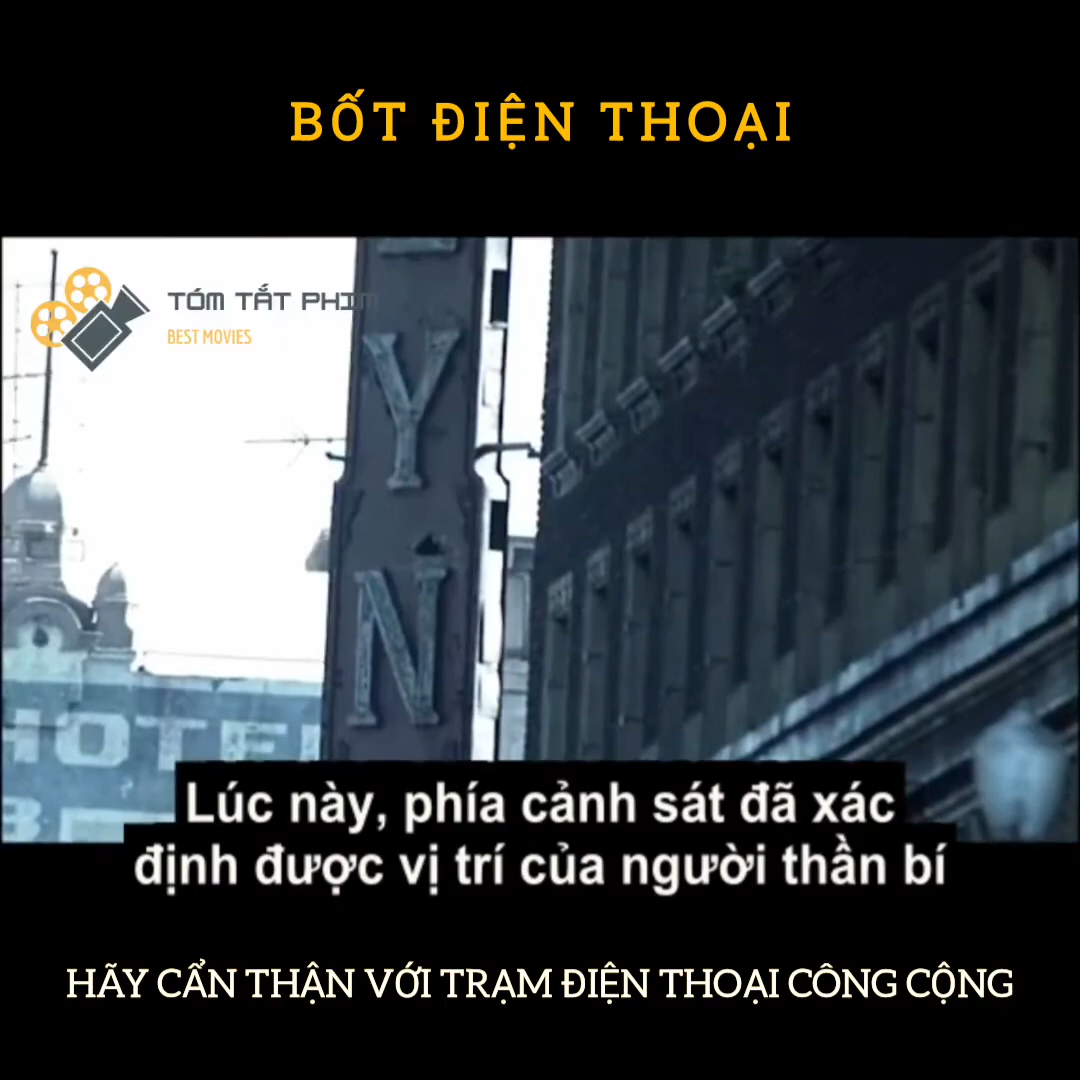 BỐT ĐIỆN THOẠI
TÓM TẮT PHIM
BEST MOVIES
Y
N
HOTEL
Lúc này, phía cảnh sát đã xác
định được vị trí của người thần bí
HÃY CẨN THẬN VỚI TRẠM ĐIỆN THOẠI CÔNG CỘNG